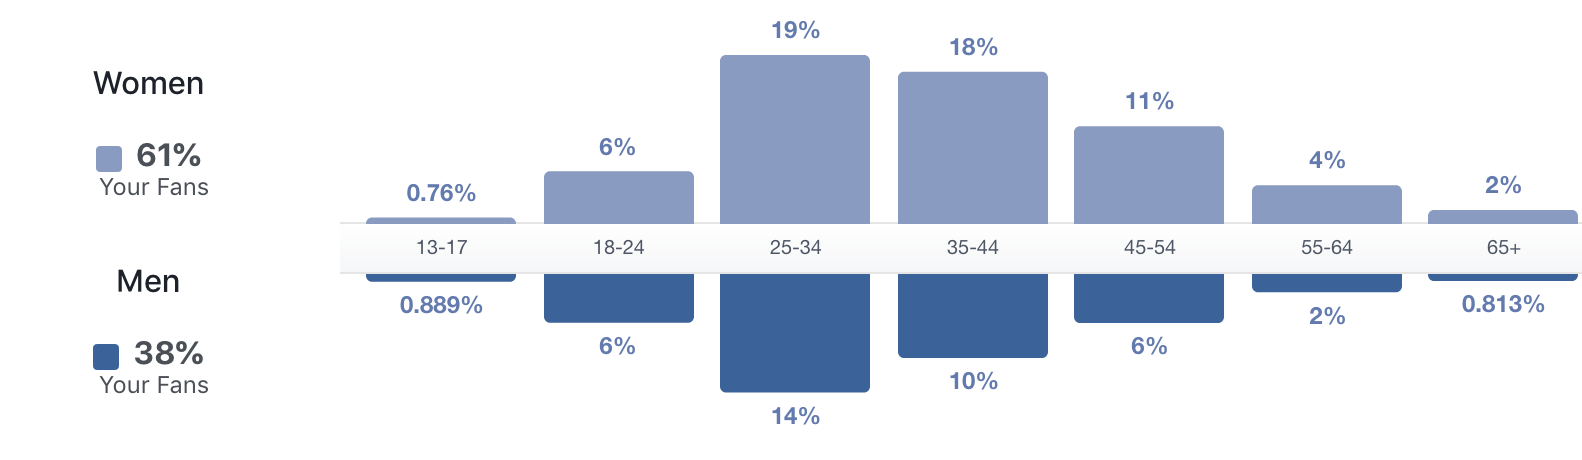 Women
61%
Your Fans
Men
38%
Your Fans
0.76% 6% 19% 18% 11% 4% 2%
13-17 18-24 25-34 35-44 45-54 55-64 65+
0.889% 6% 14% 10% 6% 2% 0.813%